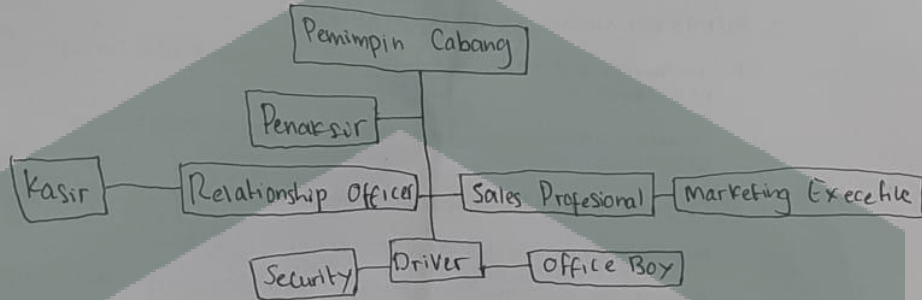 Pemimpin Cabang
Penaksir
Kasir
Relationship Officer
Sales Profesional
Marketing Execetive
Security
Driver
Office Boy